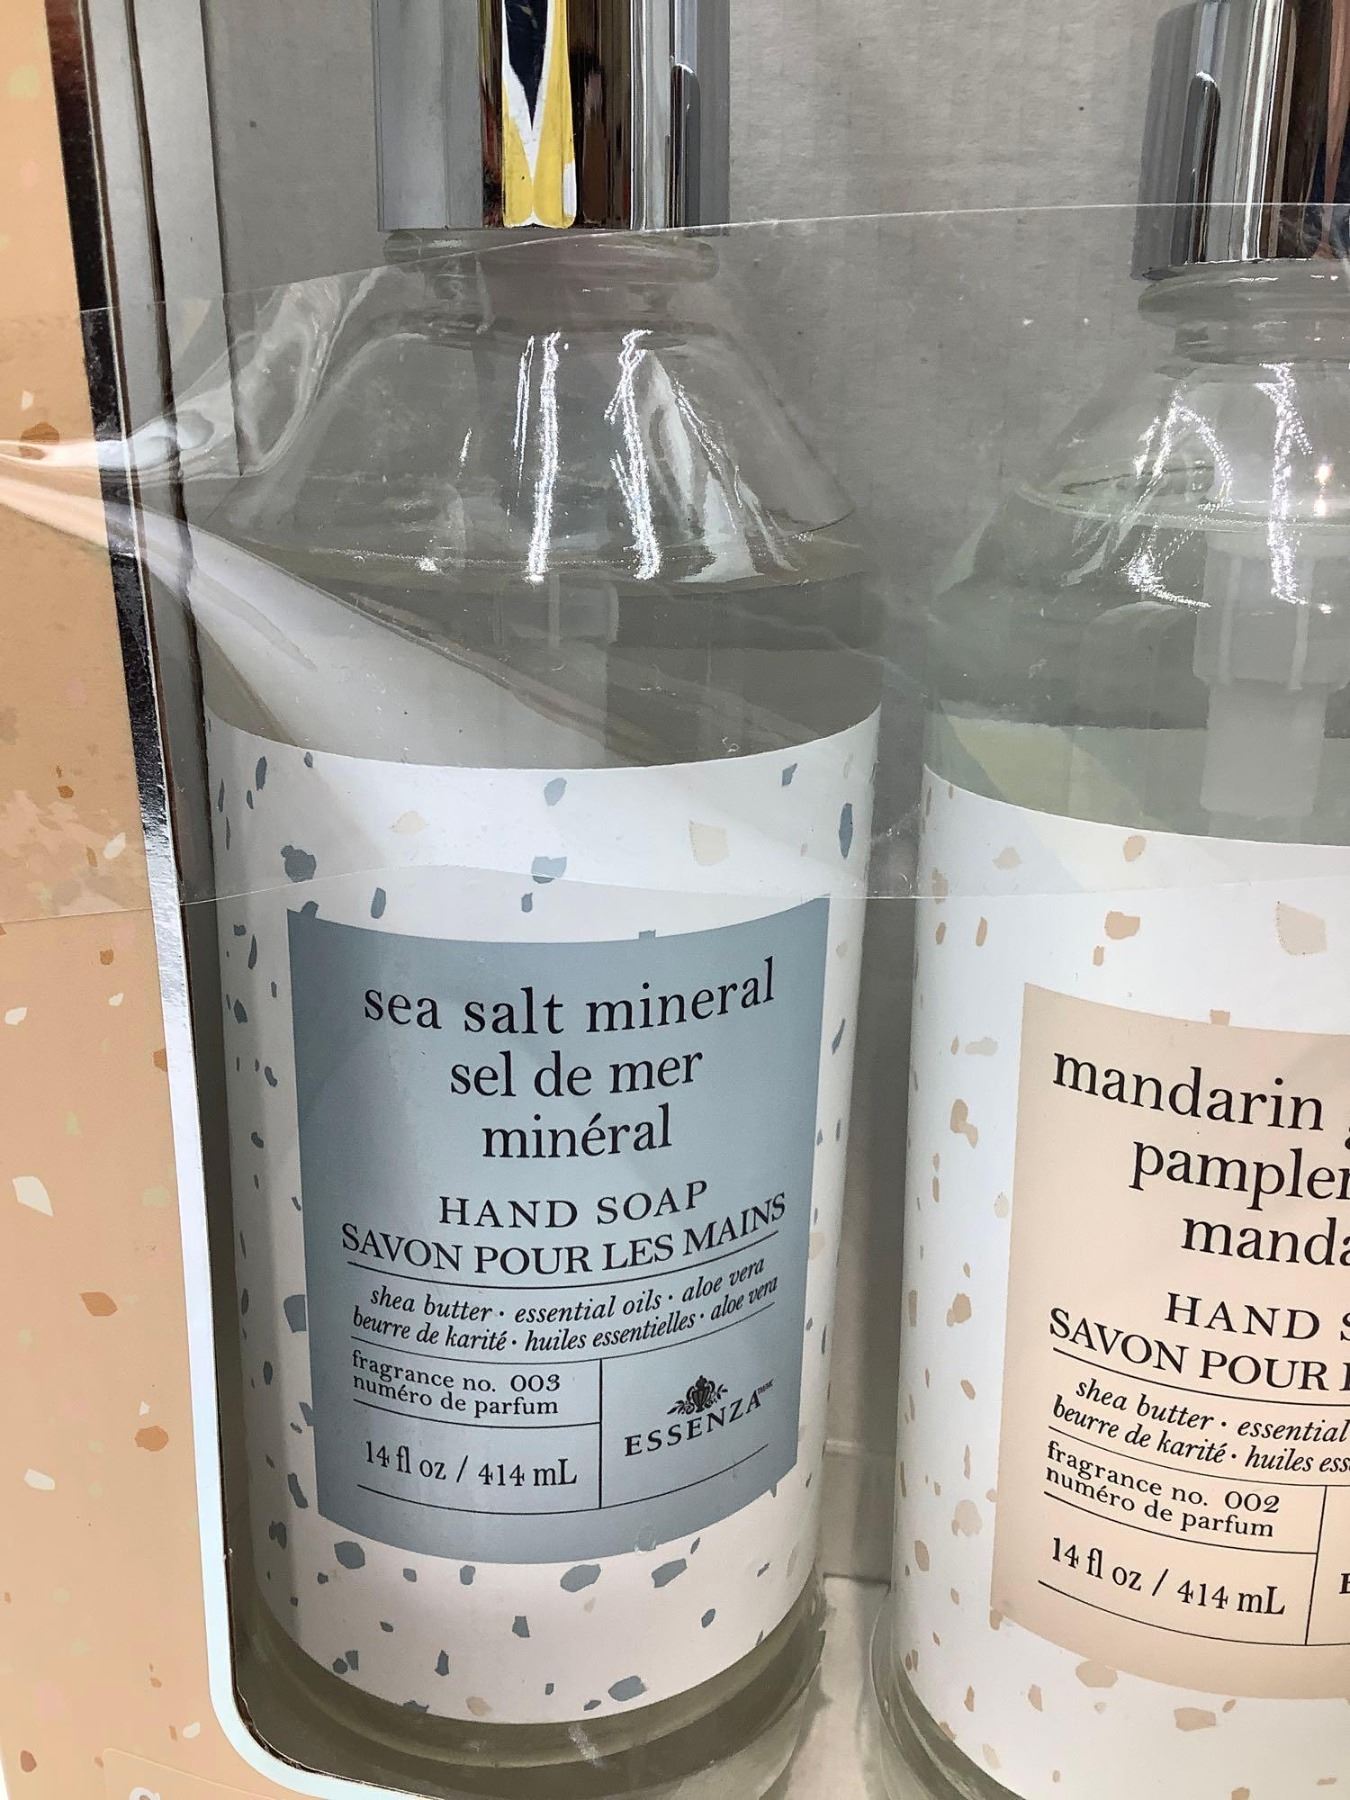 sea salt mineral
sel de mer
minéral
HAND SOAP
SAVON POUR LES MAINS
shea butter · essential oils · aloe vera
beurre de karité · huiles essentielles · aloe vera
fragrance no. 003
numéro de parfum
14 fl oz / 414 mL
ESSENZA
mandarin
HAND
SAVON POUR
shea butter · essential
beurre de karité · huiles
fragrance no. 002
numéro de parfum
14 fl oz / 414 mL